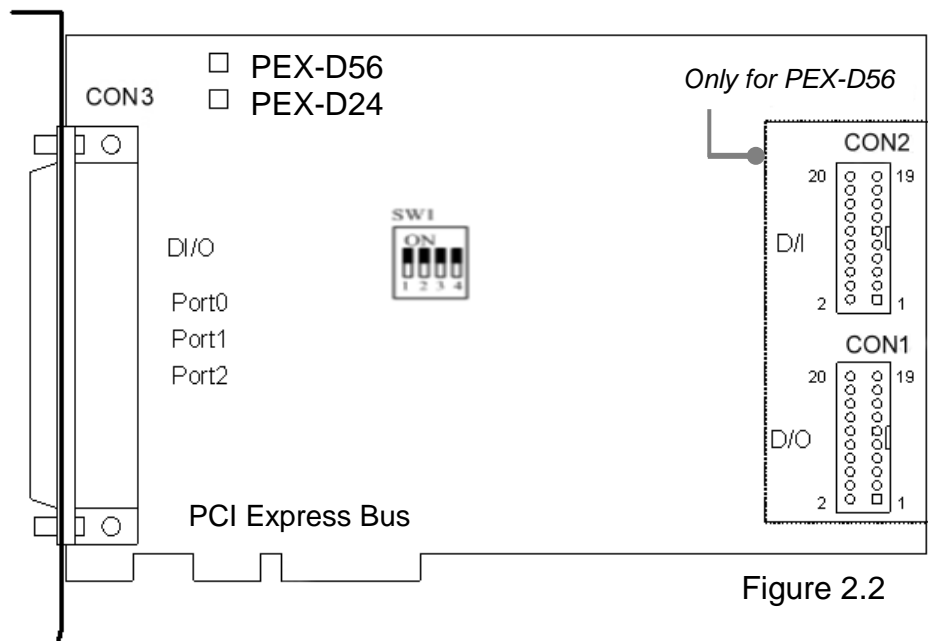 □ PEX-D56
□ PEX-D24
CON3
Only for PEX-D56
CON2
20 19
D/I
2 1
SW1
ON
1 2 3 4
DI/O
Port0
Port1
Port2
CON1
20 19
D/O
2 1
PCI Express Bus
Figure 2.2